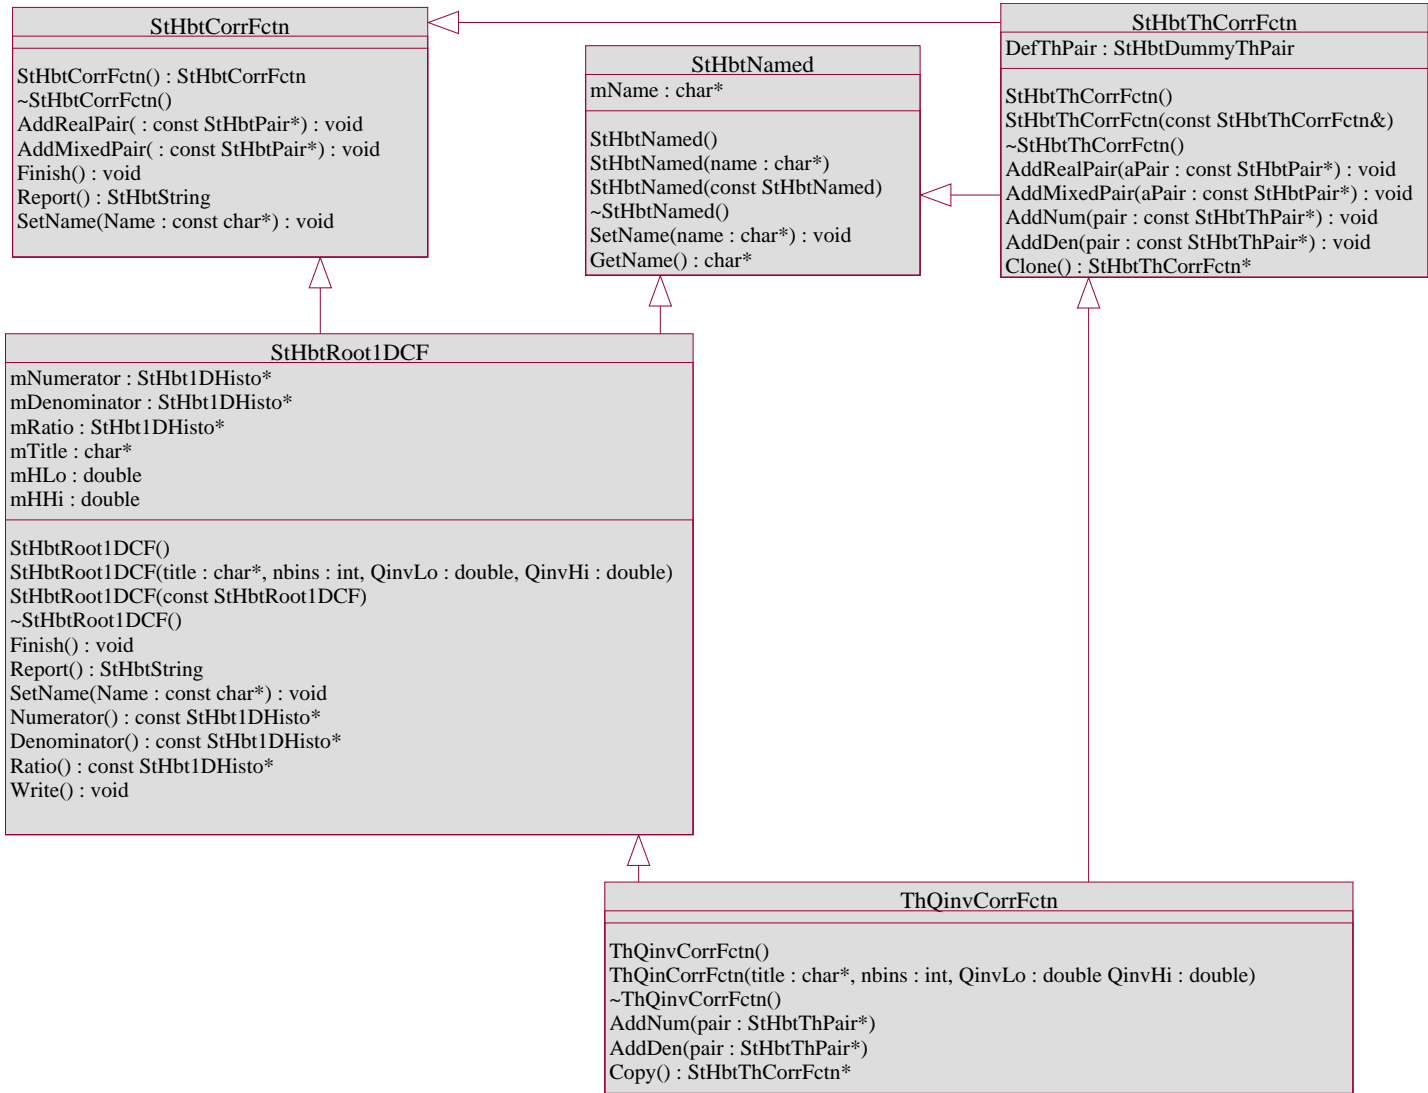 StHbtCorrFctn
StHbtCorrFctn() : StHbtCorrFctn
~StHbtCorrFctn()
AddRealPair( : const StHbtPair*) : void
AddMixedPair( : const StHbtPair*) : void
Finish() : void
Report() : StHbtString
SetName(Name : const char*) : void
StHbtNamed
mName : char*
StHbtNamed()
StHbtNamed(name : char*)
StHbtNamed(const StHbtNamed)
~StHbtNamed()
SetName(name : char*) : void
GetName() : char*
StHbtThCorrFctn
DefThPair : StHbtDummyThPair
StHbtThCorrFctn()
StHbtThCorrFctn(const StHbtThCorrFctn&)
~StHbtThCorrFctn()
AddRealPair(aPair : const StHbtPair*) : void
AddMixedPair(aPair : const StHbtPair*) : void
AddNum(pair : const StHbtThPair*) : void
AddDen(pair : const StHbtThPair*) : void
Clone() : StHbtThCorrFctn*
StHbtRoot1DCF
mNumerator : StHbt1DHisto*
mDenominator : StHbt1DHisto*
mRatio : StHbt1DHisto*
mTitle : char*
mHLo : double
mHHi : double
StHbtRoot1DCF()
StHbtRoot1DCF(title : char*, nbins : int, QinvLo : double, QinvHi : double)
StHbtRoot1DCF(const StHbtRoot1DCF)
~StHbtRoot1DCF()
Finish() : void
Report() : StHbtString
SetName(Name : const char*) : void
Numerator() : const StHbt1DHisto*
Denominator() : const StHbt1DHisto*
Ratio() : const StHbt1DHisto*
Write() : void
ThQinvCorrFctn
ThQinvCorrFctn()
ThQinCorrFctn(title : char*, nbins : int, QinvLo : double QinvHi : double)
~ThQinvCorrFctn()
AddNum(pair : StHbtThPair*)
AddDen(pair : StHbtThPair*)
Copy() : StHbtThCorrFctn*